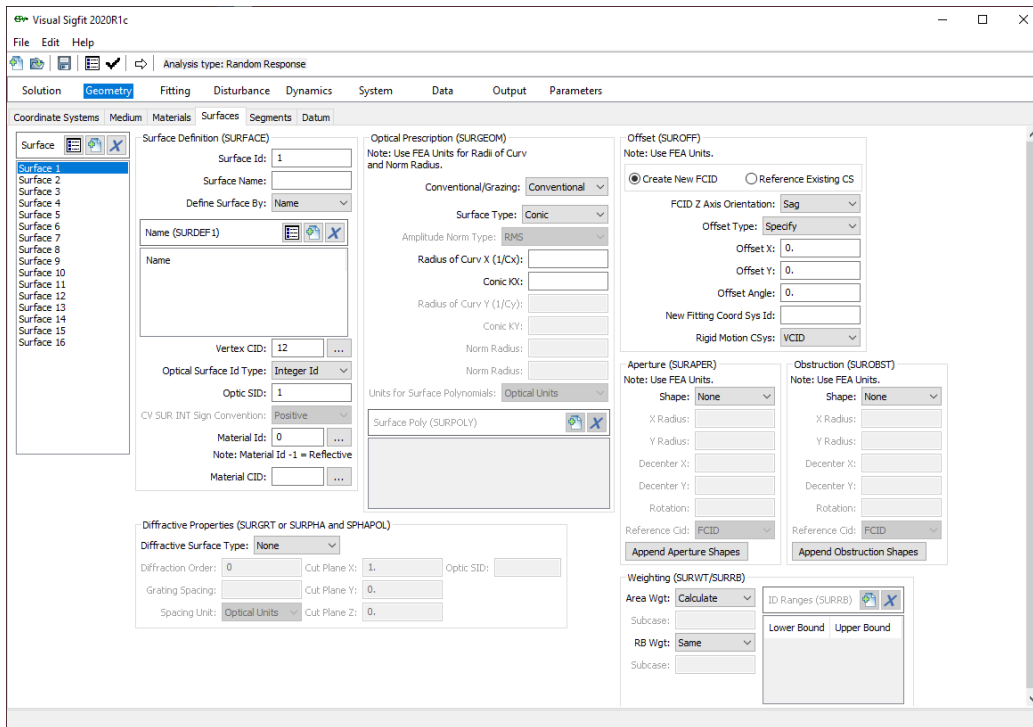 Visual Sigfit 2020R1c
File Edit Help
Analysis type: Random Response
Solution Geometry Fitting Disturbance Dynamics System Data Output Parameters
Coordinate Systems Medium Materials Surfaces Segments Datum
Surface
Surface 1
Surface 2
Surface 3
Surface 4
Surface 5
Surface 6
Surface 7
Surface 8
Surface 9
Surface 10
Surface 11
Surface 12
Surface 13
Surface 14
Surface 15
Surface 16
Surface Definition (SURFACE)
Surface Id: 1
Surface Name:
Define Surface By: Name
Name (SURDEF1)
Name
Vertex CID: 12 ...
Optical Surface Id Type: Integer Id
Optic SID: 1
CV SUR INT Sign Convention: Positive
Material Id: 0 ...
Note: Material Id -1 = Reflective
Material CID: ...
Optical Prescription (SURGEOM)
Note: Use FEA Units for Radii of Curv
and Norm Radius.
Conventional/Grazing: Conventional
Surface Type: Conic
Amplitude Norm Type: RMS
Radius of Curv X (1/Cx):
Conic KX:
Radius of Curv Y (1/Cy):
Conic KY:
Norm Radius:
Norm Radius:
Units for Surface Polynomials: Optical Units
Surface Poly (SURPOLY)
Offset (SUROFF)
Note: Use FEA Units.
Create New FCID Reference Existing CS
FCID Z Axis Orientation: Sag
Offset Type: Specify
Offset X: 0.
Offset Y: 0.
Offset Angle: 0.
New Fitting Coord Sys Id:
Rigid Motion CSys: VCID
Aperture (SURAPER)
Note: Use FEA Units.
Shape: None
X Radius:
Y Radius:
Decenter X:
Decenter Y:
Rotation:
Reference Cid: FCID
Append Aperture Shapes
Obstruction (SUROBST)
Note: Use FEA Units.
Shape: None
X Radius:
Y Radius:
Decenter X:
Decenter Y:
Rotation:
Reference Cid: FCID
Append Obstruction Shapes
Diffractive Properties (SURGRT or SURPHA and SPHAPOL)
Diffractive Surface Type: None
Diffraction Order: 0 Cut Plane X: 1. Optic SID:
Grating Spacing: Cut Plane Y: 0.
Spacing Unit: Optical Units Cut Plane Z: 0.
Weighting (SURWT/SURRB)
Area Wgt: Calculate
Subcase:
RB Wgt: Same
Subcase:
ID Ranges (SURRB)
Lower Bound Upper Bound